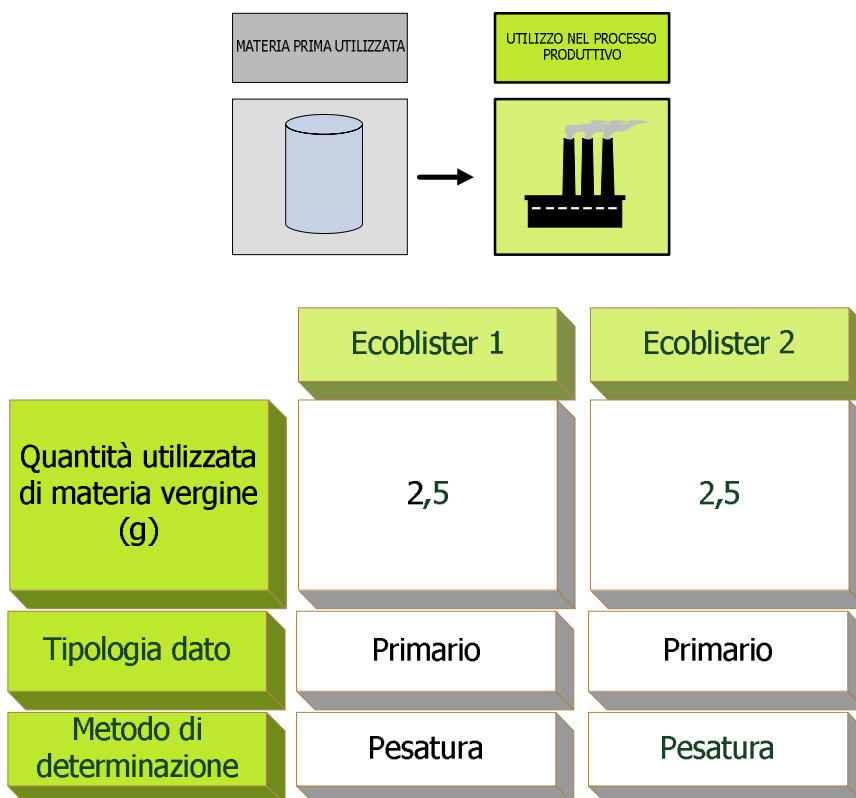 MATERIA PRIMA UTILIZZATA
UTILIZZO NEL PROCESSO
PRODUTTIVO
Ecoblister 1
Ecoblister 2
Quantità utilizzata
di materia vergine
(g)
2,5
2,5
Tipologia dato
Primario
Primario
Metodo di
determinazione
Pesatura
Pesatura